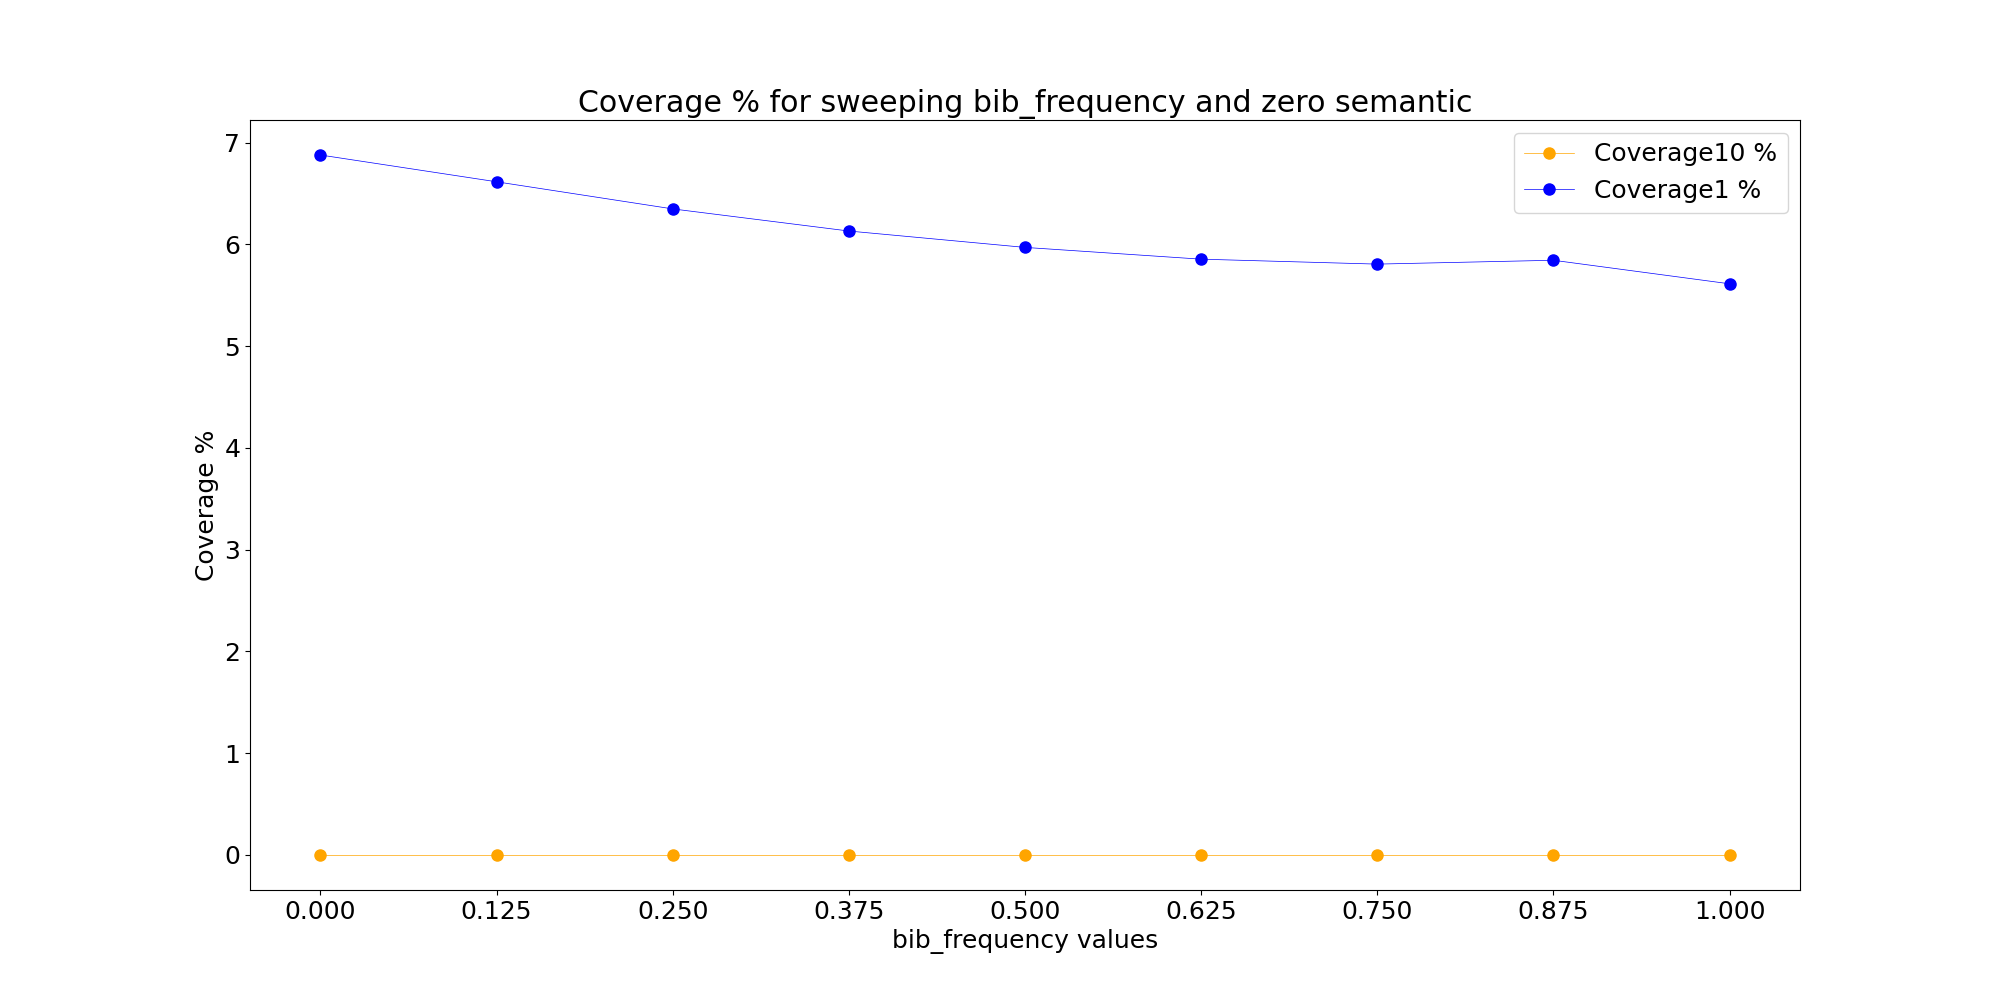 Coverage % for sweeping bib_frequency and zero semantic
Coverage10 %
Coverage1 %
Coverage %
7
6
5
4
3
2
1
0
0.000 0.125 0.250 0.375 0.500 0.625 0.750 0.875 1.000
bib_frequency values